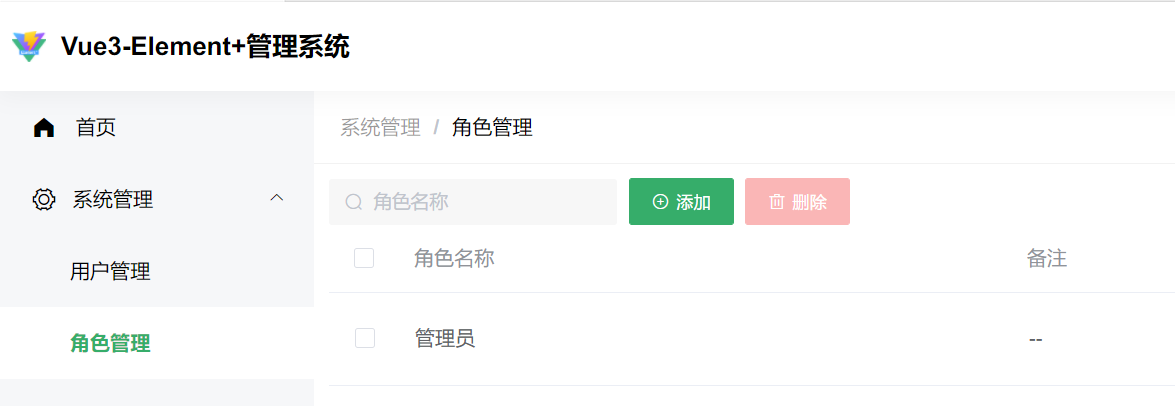 Vue3-Element+管理系统
首页
系统管理
用户管理
角色管理
系统管理 / 角色管理
角色名称 添加 删除
角色名称 备注
管理员 --